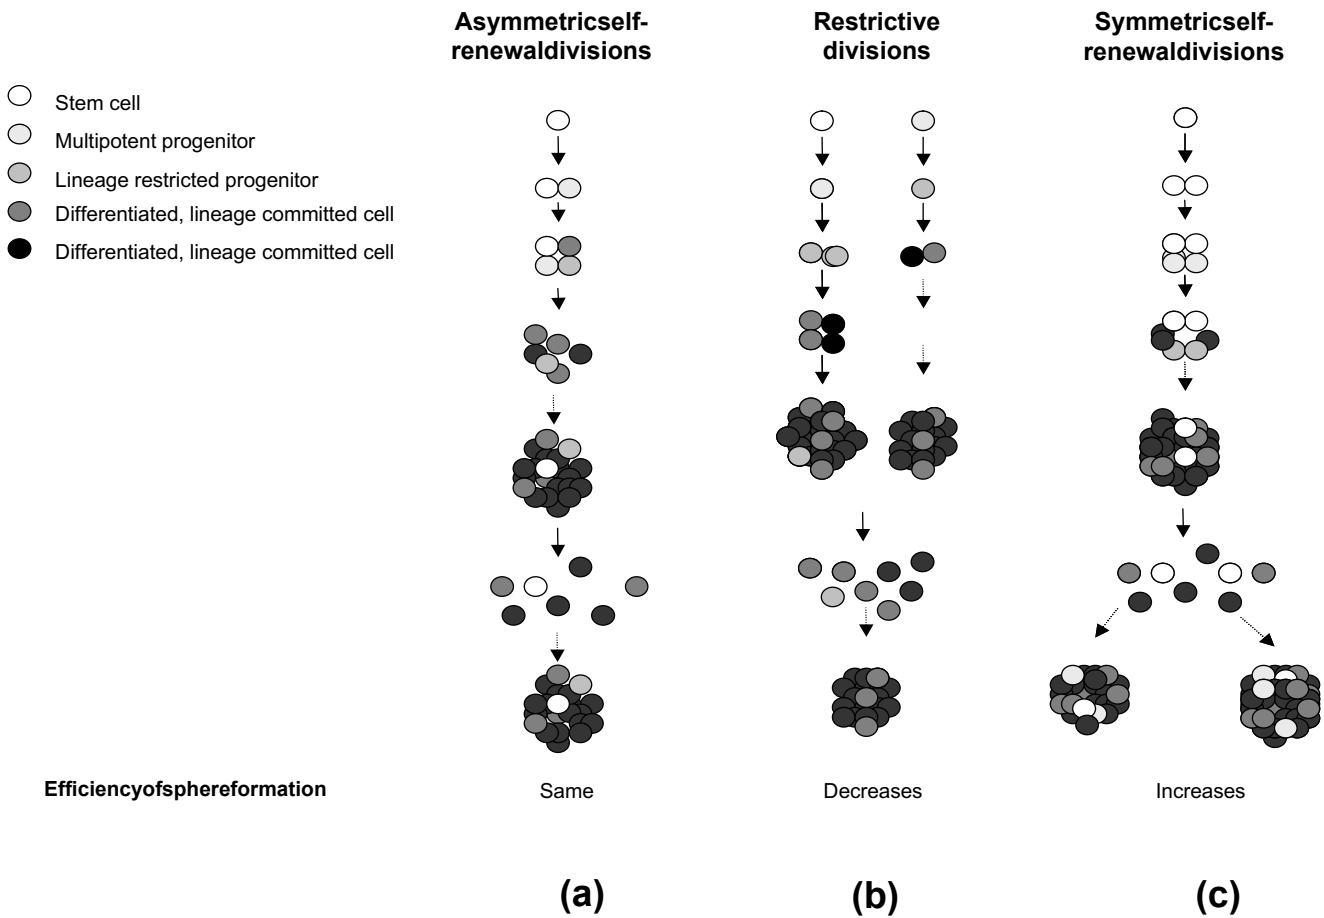 Asymmetricself-
renewaldivisions
Restrictive
divisions
Symmetricself-
renewaldivisions
Stem cell
Multipotent progenitor
Lineage restricted progenitor
Differentiated, lineage committed cell
Differentiated, lineage committed cell
Efficiencyofsphereformation
Same
Decreases
Increases
(a)
(b)
(c)